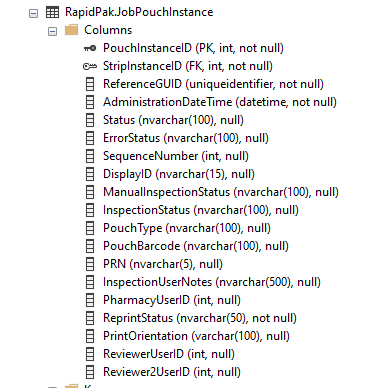 RapidPak.JobPouchInstance
Columns
PouchInstanceID (PK, int, not null)
StripInstanceID (FK, int, not null)
ReferenceGUID (uniqueidentifier, not null)
AdministrationDateTime (datetime, not null)
Status (nvarchar(100), null)
ErrorStatus (nvarchar(100), null)
SequenceNumber (int, null)
DisplayID (nvarchar(15), null)
ManualInspectionStatus (nvarchar(100), null)
InspectionStatus (nvarchar(100), null)
PouchType (nvarchar(100), null)
PouchBarcode (nvarchar(100), null)
PRN (nvarchar(5), null)
InspectionUserNotes (nvarchar(500), null)
PharmacyUserID (int, null)
ReprintStatus (nvarchar(50), not null)
PrintOrientation (varchar(100), null)
ReviewerUserID (int, null)
Reviewer2UserID (int, null)